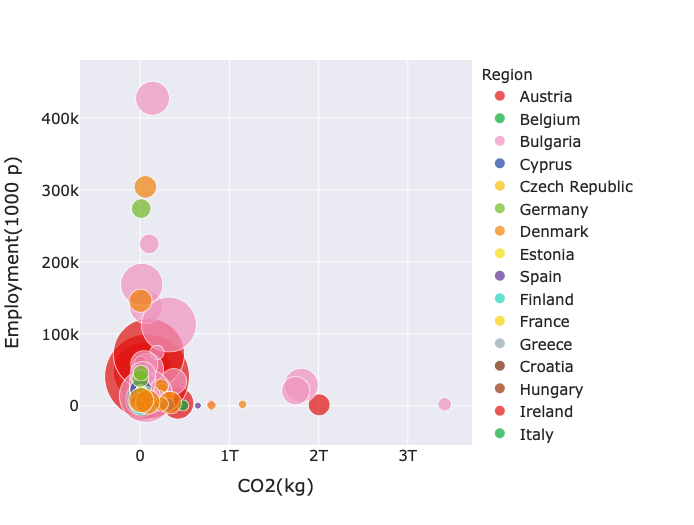 Region
Austria
Belgium
Bulgaria
Cyprus
Czech Republic
Germany
Denmark
Estonia
Spain
Finland
France
Greece
Croatia
Hungary
Ireland
Italy
400k
300k
200k
100k
0
0
1T
2T
3T
CO2(kg)
Employment(1000 p)